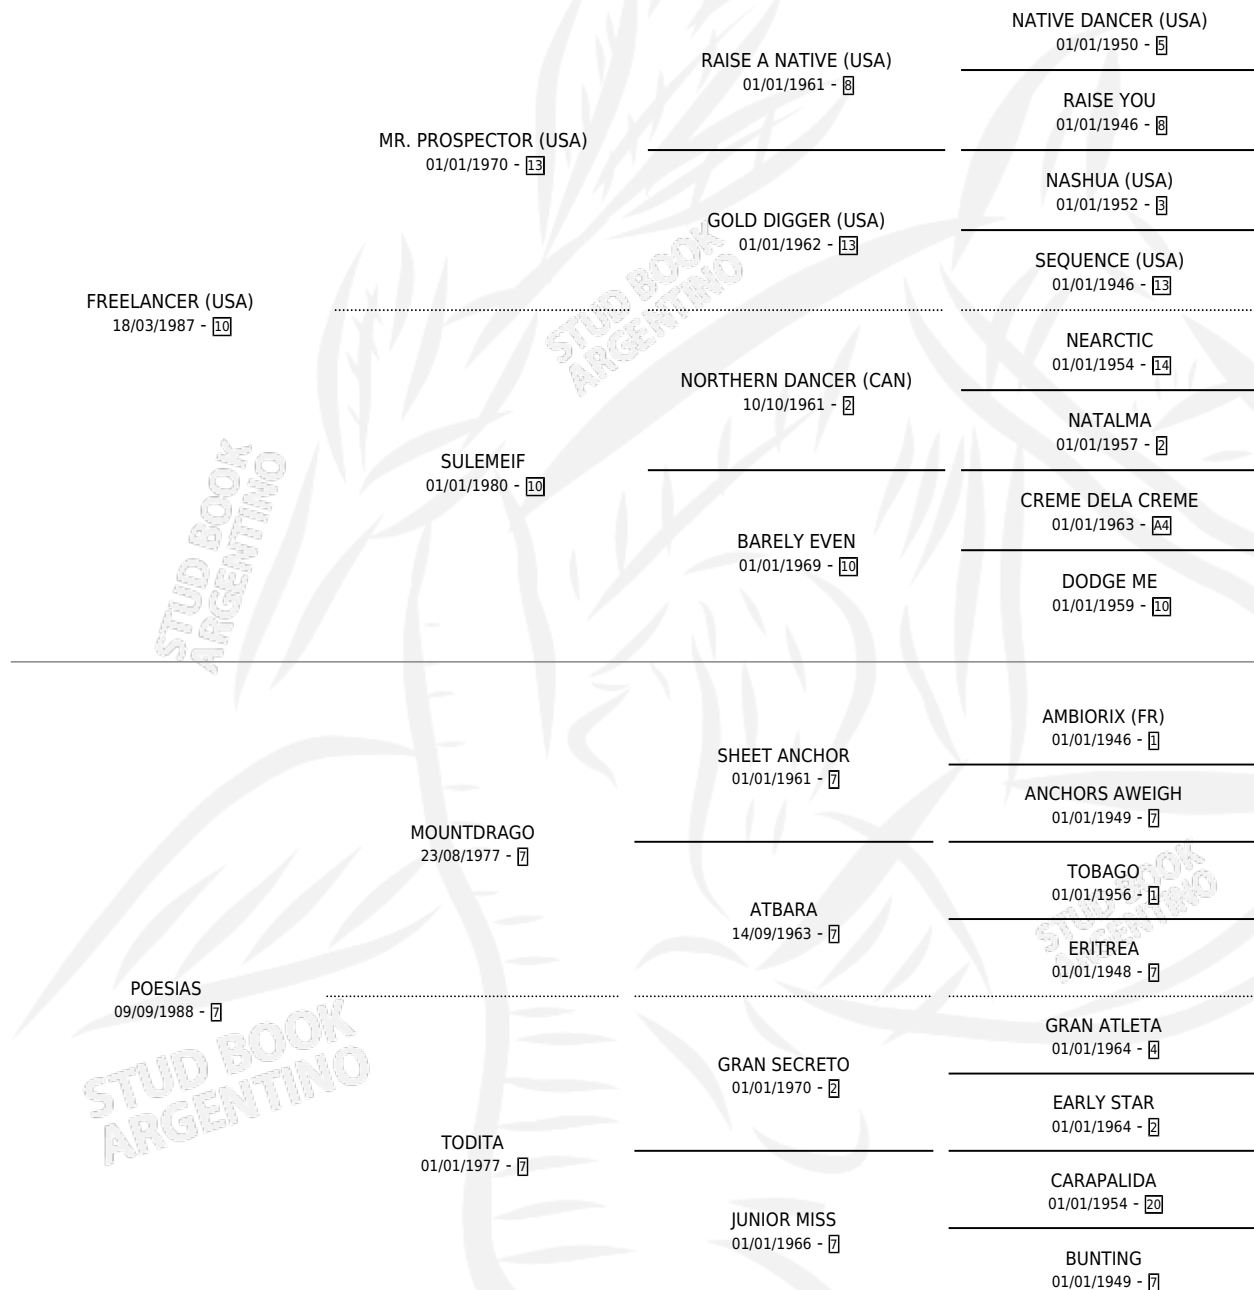 NATIVE DANCER (USA)
01/01/1950 - 5
RAISE A NATIVE (USA)
01/01/1961 - 8
RAISE YOU
01/01/1946 - 8
MR. PROSPECTOR (USA)
01/01/1970 - 13
NASHUA (USA)
01/01/1952 - 3
GOLD DIGGER (USA)
01/01/1962 - 13
SEQUENCE (USA)
01/01/1946 - 13
FREELANCER (USA)
18/03/1987 - 10
NEARCTIC
01/01/1954 - 14
NORTHERN DANCER (CAN)
10/10/1961 - 2
NATALMA
01/01/1957 - 2
SULEMEIF
01/01/1980 - 10
CREME DELA CREME
01/01/1963 - A4
BARELY EVEN
01/01/1969 - 10
DODGE ME
01/01/1959 - 10
AMBIORIX (FR)
01/01/1946 - 1
SHEET ANCHOR
01/01/1961 - 7
ANCHORS AWEIGH
01/01/1949 - 7
MOUNTDRAGO
23/08/1977 - 7
TOBAGO
01/01/1956 - 1
ATBARA
14/09/1963 - 7
ERITREA
01/01/1948 - 7
POESIAS
09/09/1988 - 7
GRAN ATLETA
01/01/1964 - 4
GRAN SECRETO
01/01/1970 - 2
EARLY STAR
01/01/1964 - 2
TODITA
01/01/1977 - 7
CARAPALIDA
01/01/1954 - 20
JUNIOR MISS
01/01/1966 - 7
BUNTING
01/01/1949 - 7
STUD BOOK
ARGENTINO
STUD BOOK
ARGENTINO
STUD BOOK
ARGENTINO
STUD BOOK
ARGENTINO